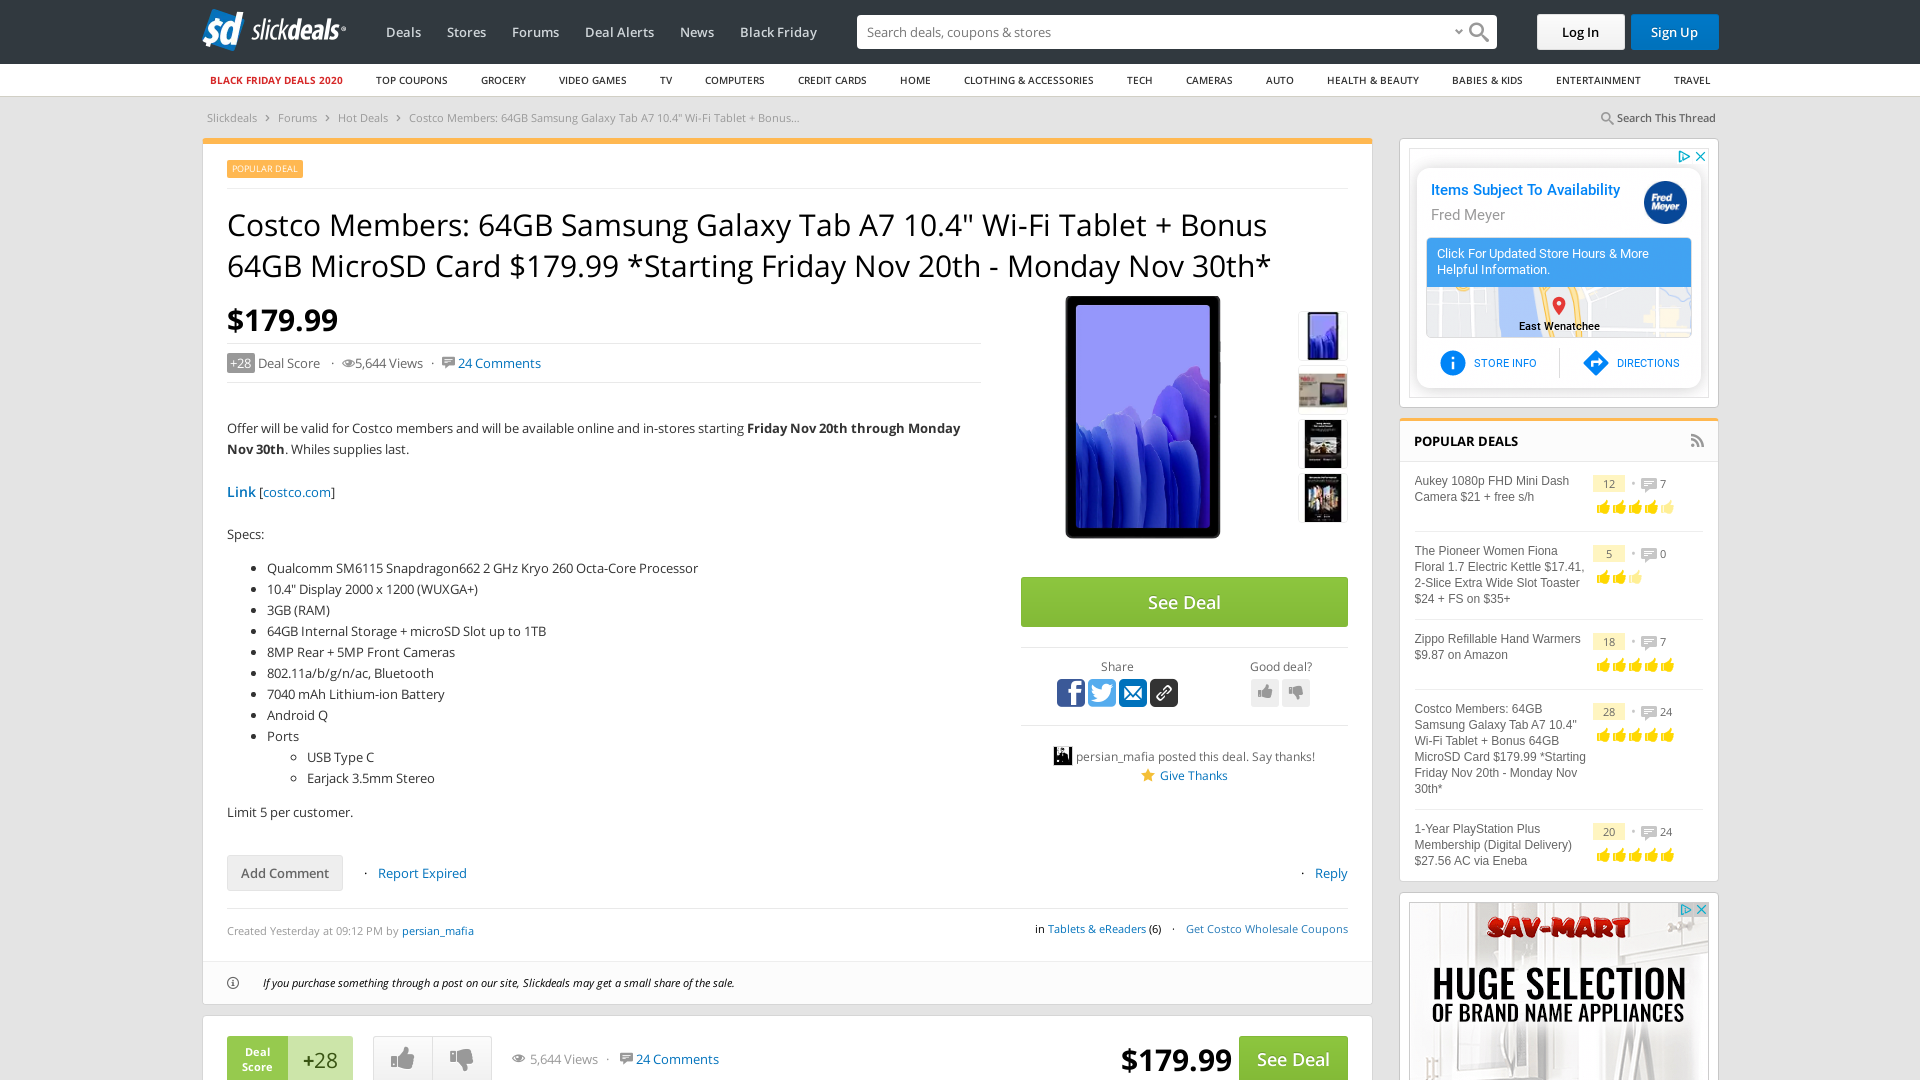 slickdeals
Deals
Stores
Forums
Deal Alerts
News
Black Friday
Search deals, coupons & stores
Log In
Sign Up
BLACK FRIDAY DEALS 2020
TOP COUPONS
GROCERY
VIDEO GAMES
TV
COMPUTERS
CREDIT CARDS
HOME
CLOTHING & ACCESSORIES
TECH
CAMERAS
AUTO
HEALTH & BEAUTY
BABIES & KIDS
ENTERTAINMENT
TRAVEL
Slickdeals > Forums > Hot Deals > Costco Members: 64GB Samsung Galaxy Tab A7 10.4" Wi-Fi Tablet + Bonus...
Search This Thread
POPULAR DEAL
Costco Members: 64GB Samsung Galaxy Tab A7 10.4" Wi-Fi Tablet + Bonus
64GB MicroSD Card $179.99 *Starting Friday Nov 20th - Monday Nov 30th*
$179.99
+28 Deal Score · 5,644 Views · 24 Comments
Offer will be valid for Costco members and will be available online and in-stores starting Friday Nov 20th through Monday
Nov 30th. Whiles supplies last.
Link [costco.com]
Specs:
Qualcomm SM6115 Snapdragon662 2 GHz Kryo 260 Octa-Core Processor
10.4" Display 2000 x 1200 (WUXGA+)
3GB (RAM)
64GB Internal Storage + microSD Slot up to 1TB
8MP Rear + 5MP Front Cameras
802.11a/b/g/n/ac, Bluetooth
7040 mAh Lithium-ion Battery
Android Q
Ports
USB Type C
Earjack 3.5mm Stereo
Limit 5 per customer.
See Deal
Share
Good deal?
persian_mafia posted this deal. Say thanks!
Give Thanks
Add Comment
· Report Expired
· Reply
Created Yesterday at 09:12 PM by persian_mafia
in Tablets & eReaders (6) · Get Costco Wholesale Coupons
If you purchase something through a post on our site, Slickdeals may get a small share of the sale.
Deal
Score
+28
5,644 Views · 24 Comments
$179.99
See Deal
Items Subject To Availability
Fred Meyer
Fred
Meyer
Click For Updated Store Hours & More
Helpful Information.
East Wenatchee
STORE INFO
DIRECTIONS
POPULAR DEALS
Aukey 1080p FHD Mini Dash
Camera $21 + free s/h
12 • 7
The Pioneer Women Fiona
Floral 1.7 Electric Kettle $17.41,
2-Slice Extra Wide Slot Toaster
$24 + FS on $35+
5 • 0
Zippo Refillable Hand Warmers
$9.87 on Amazon
18 • 7
Costco Members: 64GB
Samsung Galaxy Tab A7 10.4"
Wi-Fi Tablet + Bonus 64GB
MicroSD Card $179.99 *Starting
Friday Nov 20th - Monday Nov
30th*
28 • 24
1-Year PlayStation Plus
Membership (Digital Delivery)
$27.56 AC via Eneba
20 • 24
SAV-MART
HUGE SELECTION
OF BRAND NAME APPLIANCES